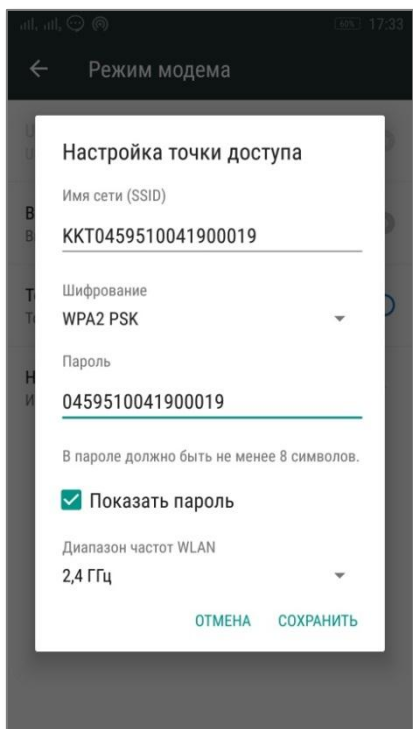 60% 17:33
Режим модема
Настройка точки доступа
Имя сети (SSID)
KKT0459510041900019
Шифрование
WPA2 PSK
Пароль
0459510041900019
В пароле должно быть не менее 8 символов.
Показать пароль
Диапазон частот WLAN
2,4 ГГц
ОТМЕНА СОХРАНИТЬ